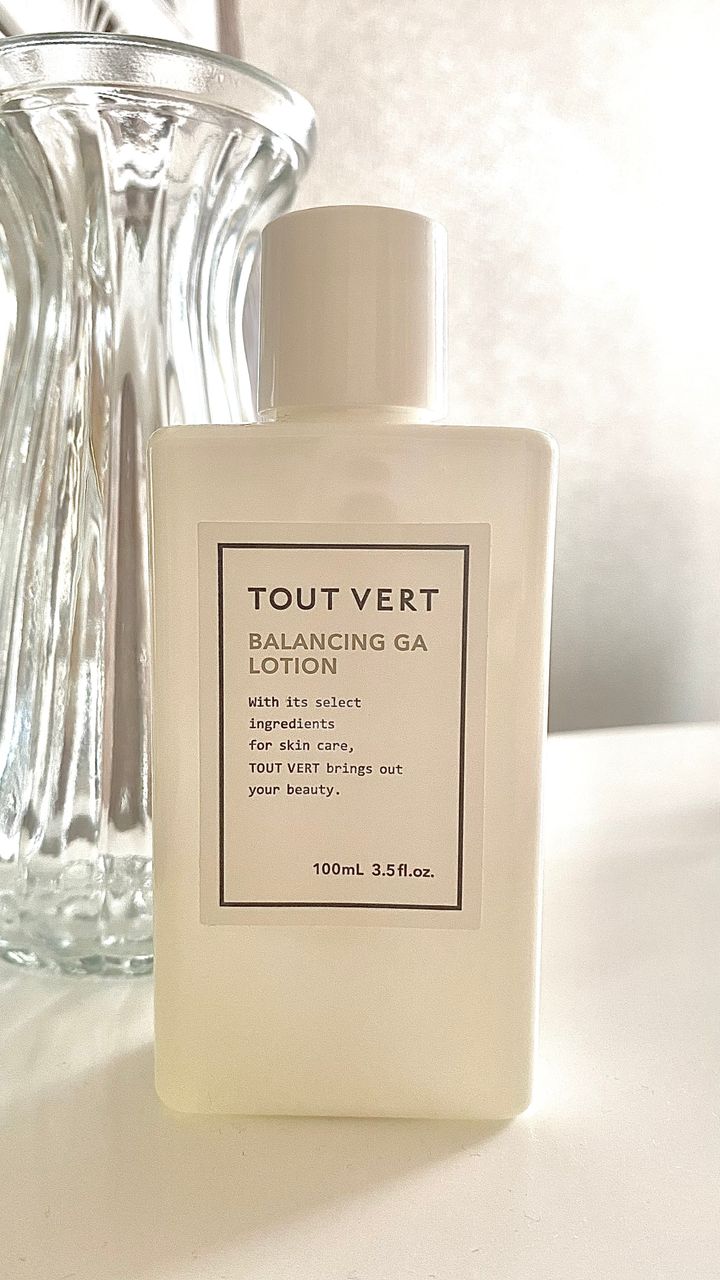 TOUT VERT
BALANCING GA
LOTION
With its select
ingredients
for skin care,
TOUT VERT brings out
your beauty.
100mL 3.5fl.oz.